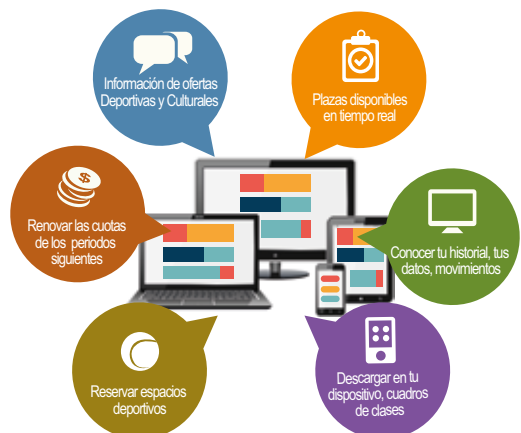 Información de ofertas
Deportivas y Culturales
Plazas disponibles
en tiempo real
Renovar las cuotas
de los periodos
siguientes
Conocer tu historial, tus
datos, movimientos
Reservar espacios
deportivos
Descargar en tu
dispositivo, cuadros
de clases
$